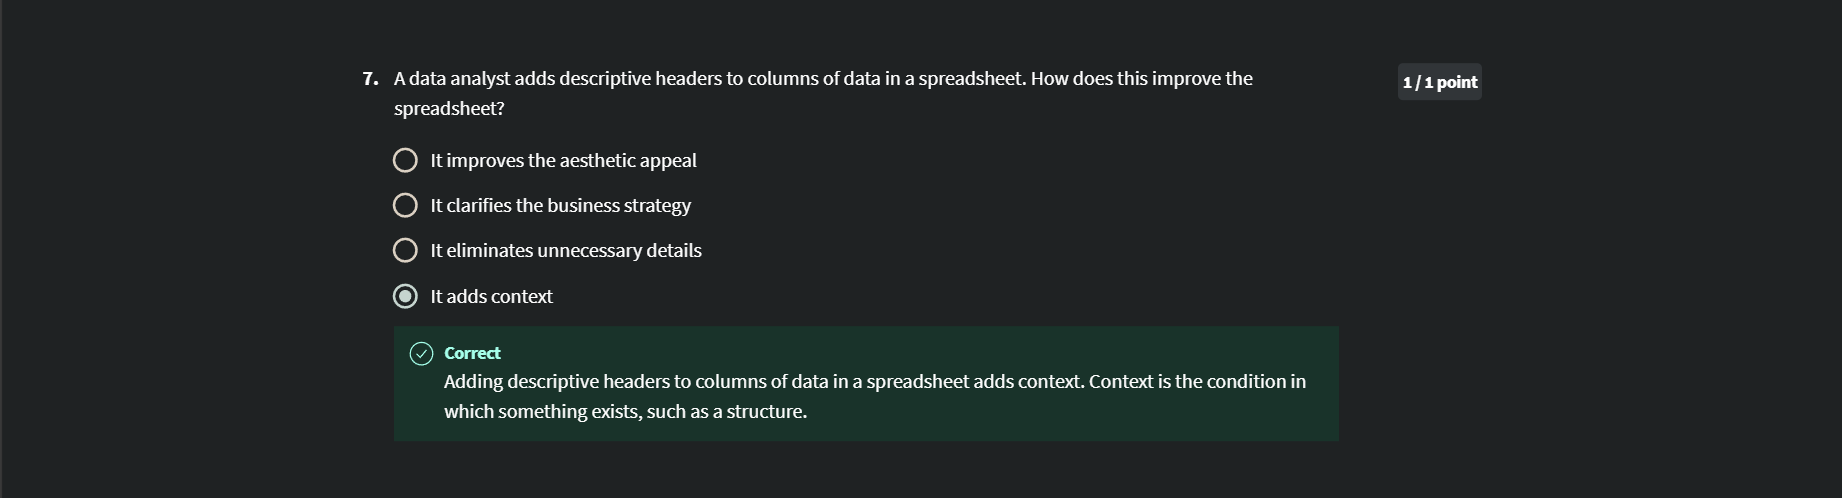 7. A data analyst adds descriptive headers to columns of data in a spreadsheet. How does this improve the
spreadsheet?
1 / 1 point
It improves the aesthetic appeal
It clarifies the business strategy
It eliminates unnecessary details
It adds context
Correct
Adding descriptive headers to columns of data in a spreadsheet adds context. Context is the condition in
which something exists, such as a structure.